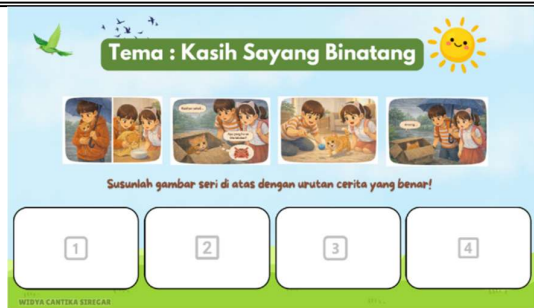 Tema : Kasih Sayang Binatang
Susunlah gambar seri di atas dengan urutan cerita yang benar!
1
2
3
4
WIDYA CANTIKA SIREGAR